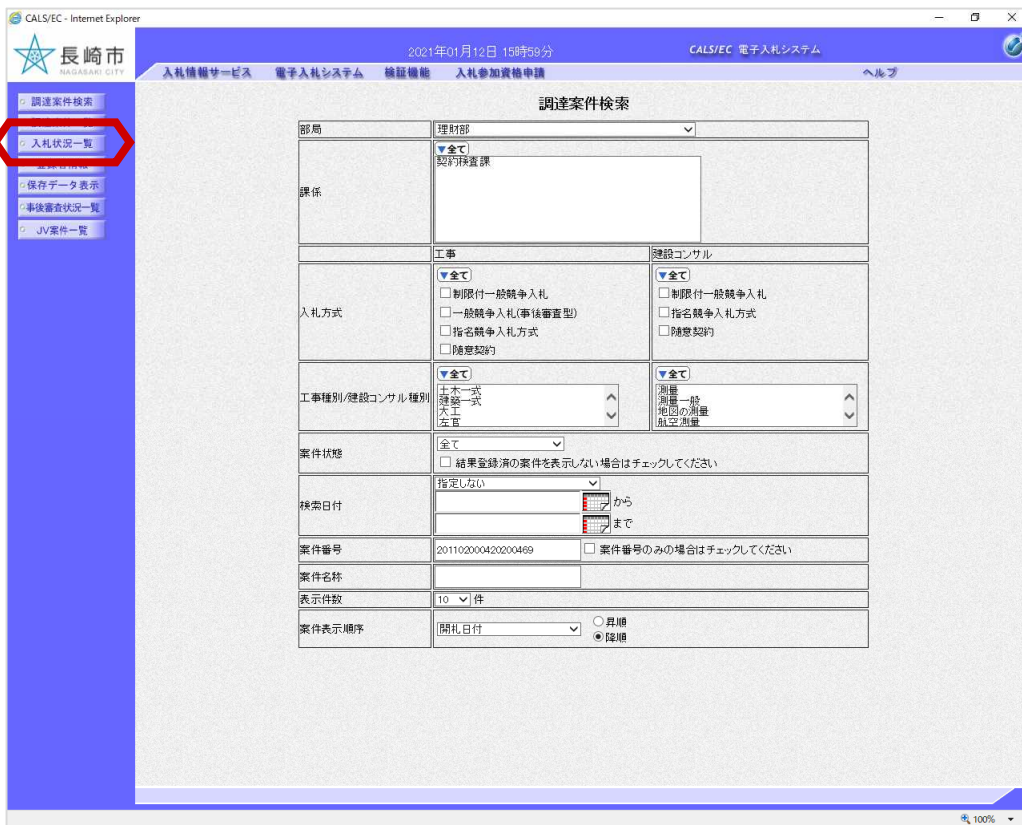 CALS/EC - Internet Explorer
長崎市
NAGASAKI CITY
2021年01月12日 15時59分
CALS/EC 電子入札システム
入札情報サービス 電子入札システム 検証機能 入札参加資格申請 ヘルプ
調達案件検索
入札状況一覧
保存データ表示
事後審査状況一覧
JV案件一覧
調達案件検索
部局 理財部
▼全て
契約検査課
課係
工事 建設コンサル
入札方式
▼全て
制限付一般競争入札
一般競争入札(事後審査型)
指名競争入札方式
随意契約
▼全て
制限付一般競争入札
指名競争入札方式
随意契約
工事種別/建設コンサル種別
▼全て
土木一式
建築一式
大工
左官
▼全て
測量
測量一般
地図の測量
航空測量
案件状態
全て
結果登録済の案件を表示しない場合はチェックしてください
検索日付
指定しない
から
まで
案件番号 201102000420200469 案件番号のみの場合はチェックしてください
案件名称
表示件数 10 件
案件表示順序 開札日付
昇順
降順
100%